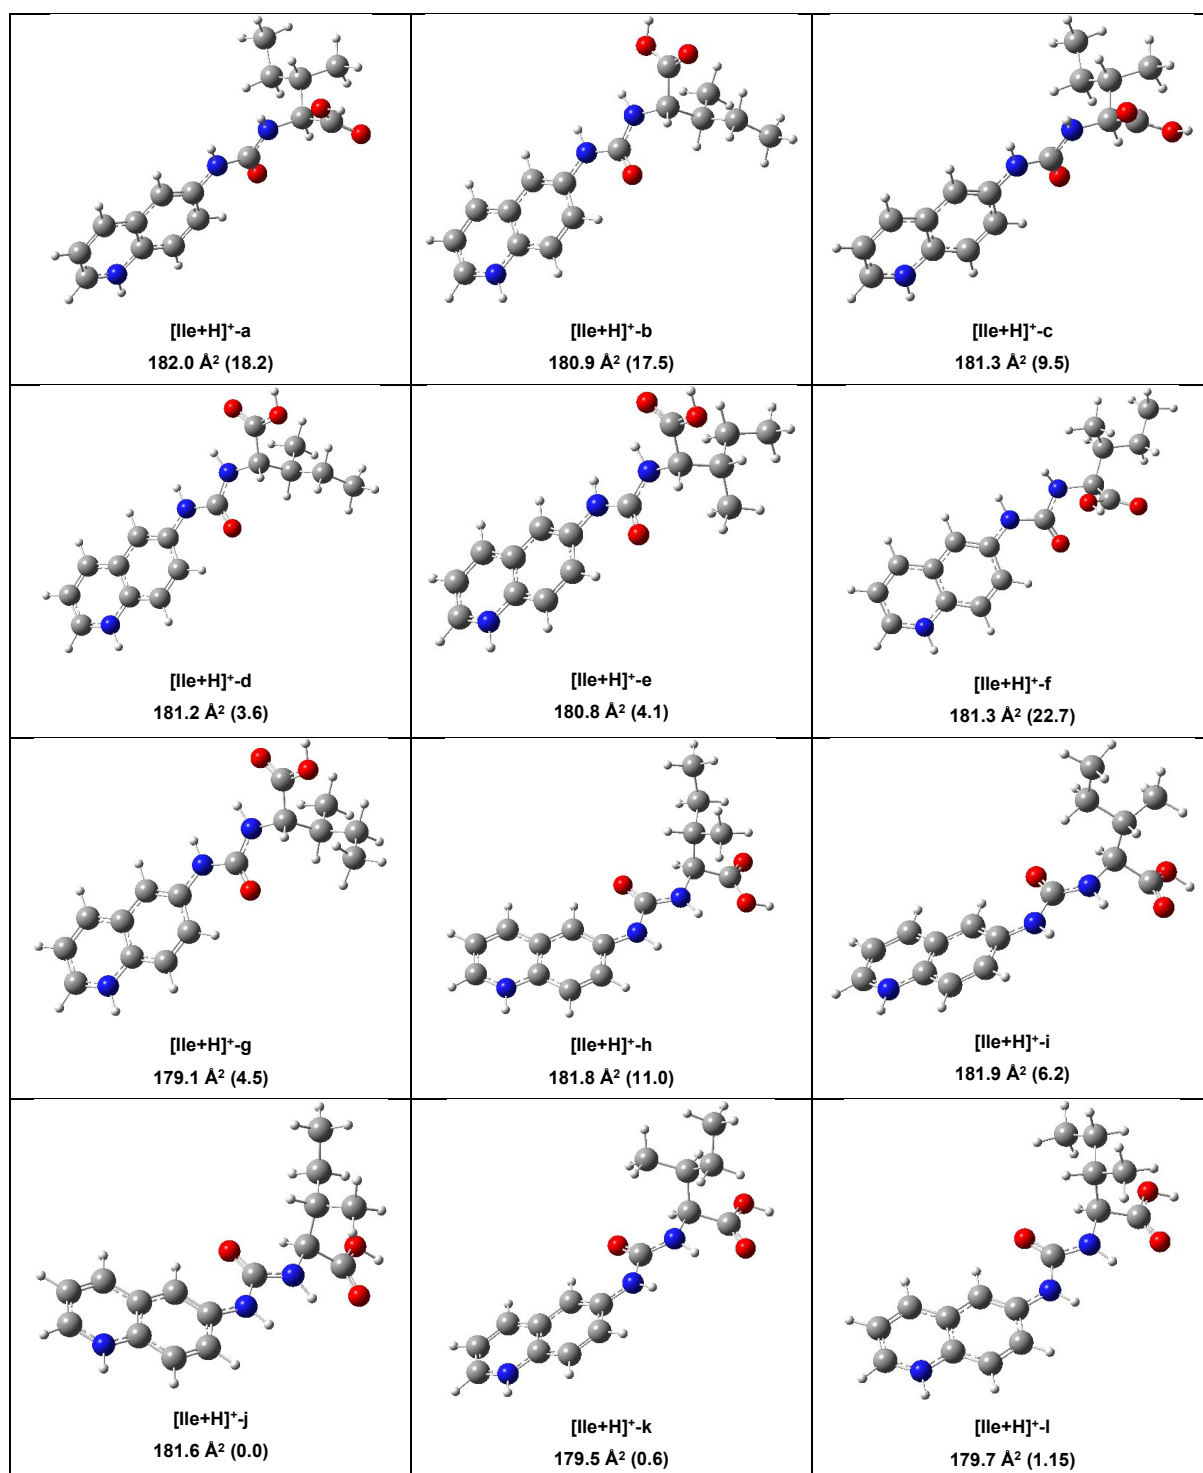 [Ile+H]⁺-a
182.0 Å² (18.2)
[Ile+H]⁺-b
180.9 Å² (17.5)
[Ile+H]⁺-c
181.3 Å² (9.5)
[Ile+H]⁺-d
181.2 Å² (3.6)
[Ile+H]⁺-e
180.8 Å² (4.1)
[Ile+H]⁺-f
181.3 Å² (22.7)
[Ile+H]⁺-g
179.1 Å² (4.5)
[Ile+H]⁺-h
181.8 Å² (11.0)
[Ile+H]⁺-i
181.9 Å² (6.2)
[Ile+H]⁺-j
181.6 Å² (0.0)
[Ile+H]⁺-k
179.5 Å² (0.6)
[Ile+H]⁺-l
179.7 Å² (1.15)